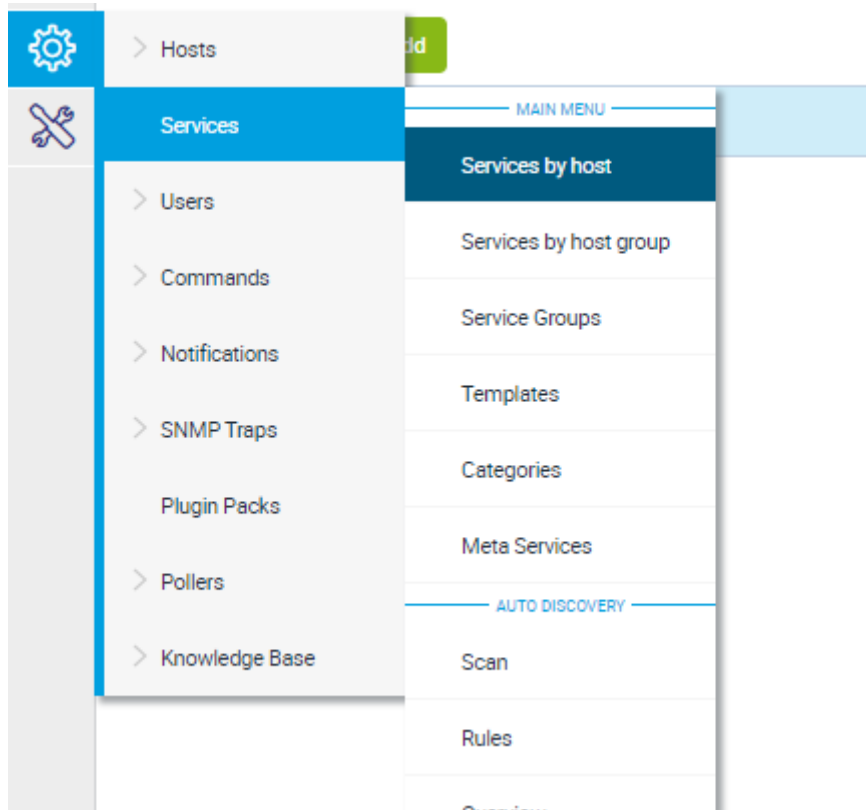 Hosts
Services
Users
Commands
Notifications
SNMP Traps
Plugin Packs
Pollers
Knowledge Base
dd
MAIN MENU
Services by host
Services by host group
Service Groups
Templates
Categories
Meta Services
AUTO DISCOVERY
Scan
Rules